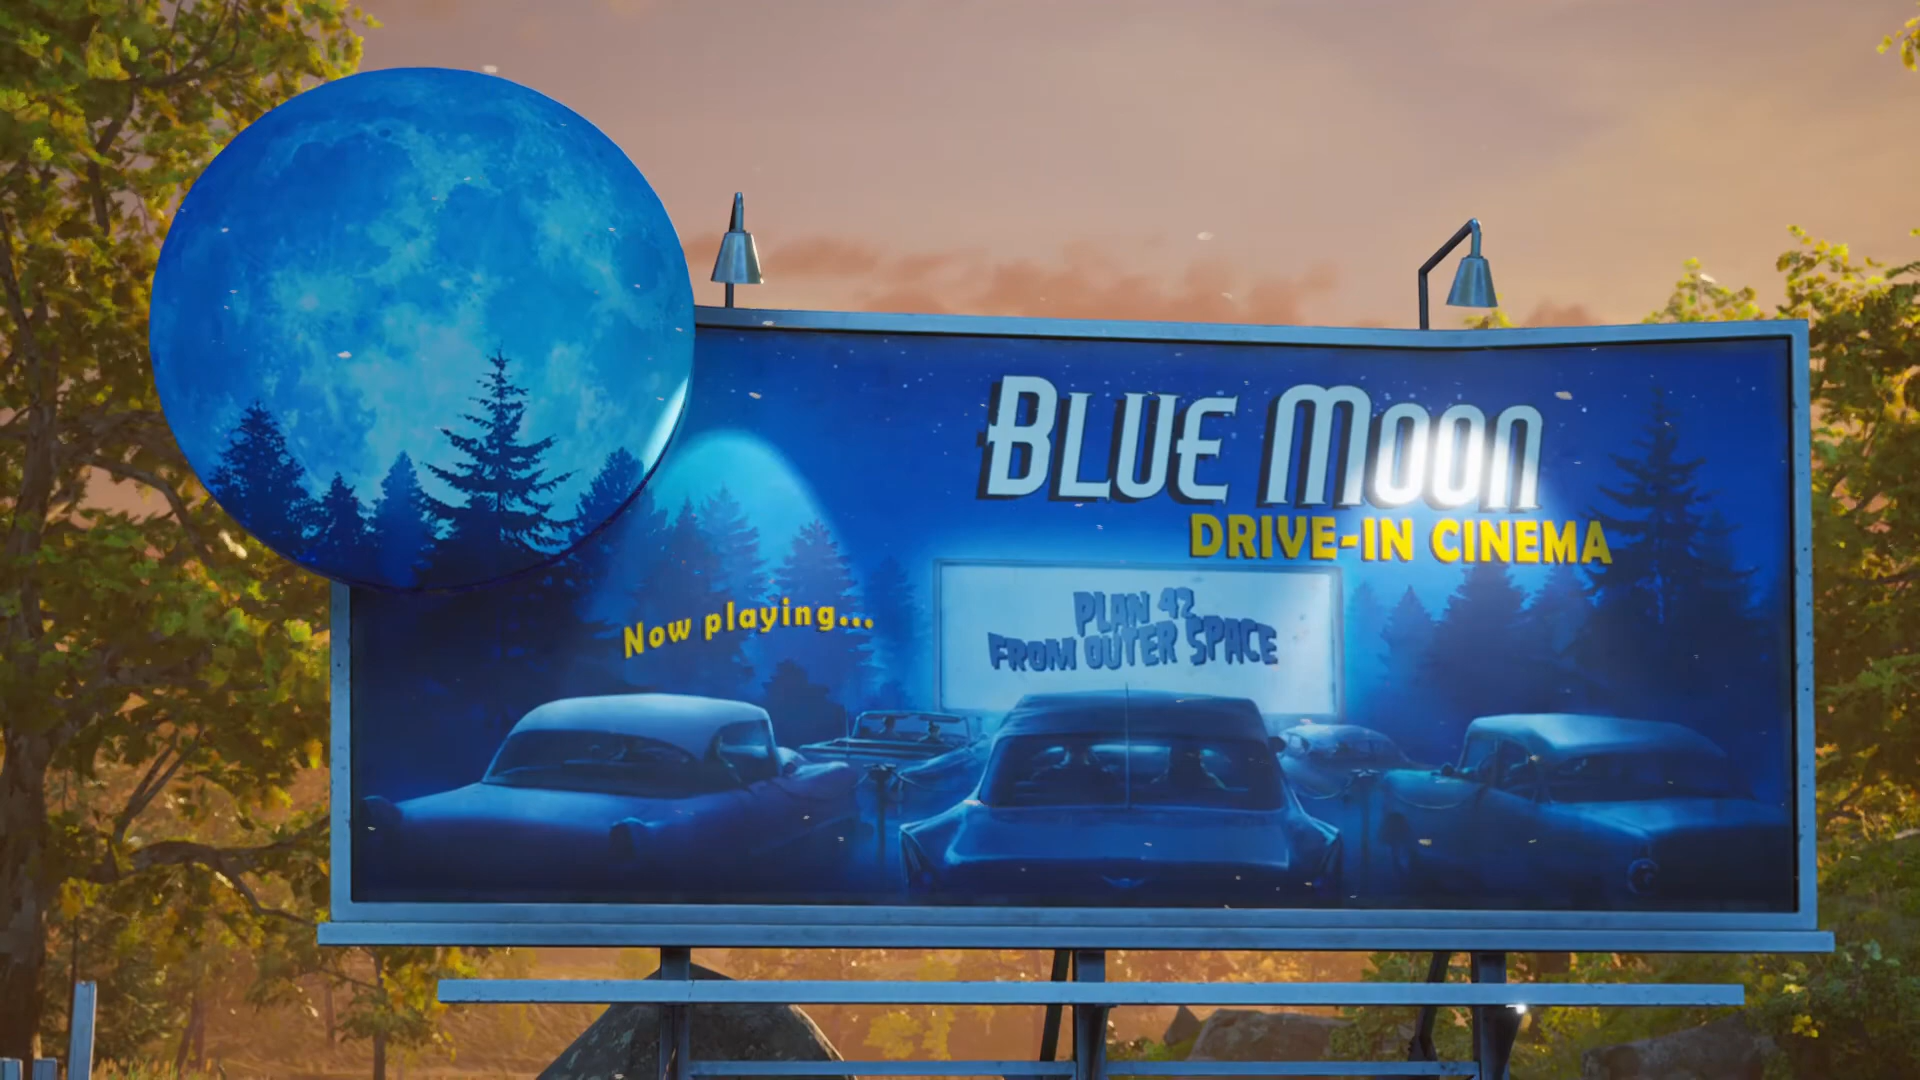 BLUE MOON
DRIVE-IN CINEMA
Now playing...
PLAN 42
FROM OUTER SPACE